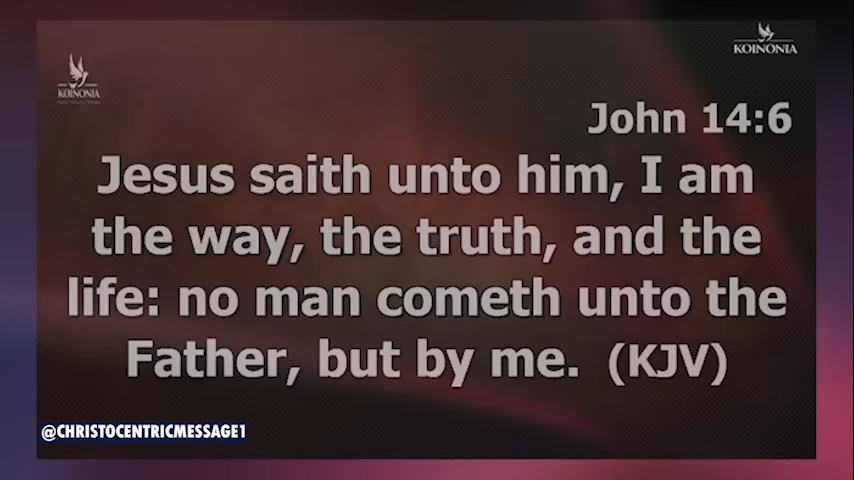 KOINONIA
KOINONIA
John 14:6
Jesus saith unto him, I am
the way, the truth, and the
life: no man cometh unto the
Father, but by me. (KJV)
@CHRISTOCENTRICMESSAGE1